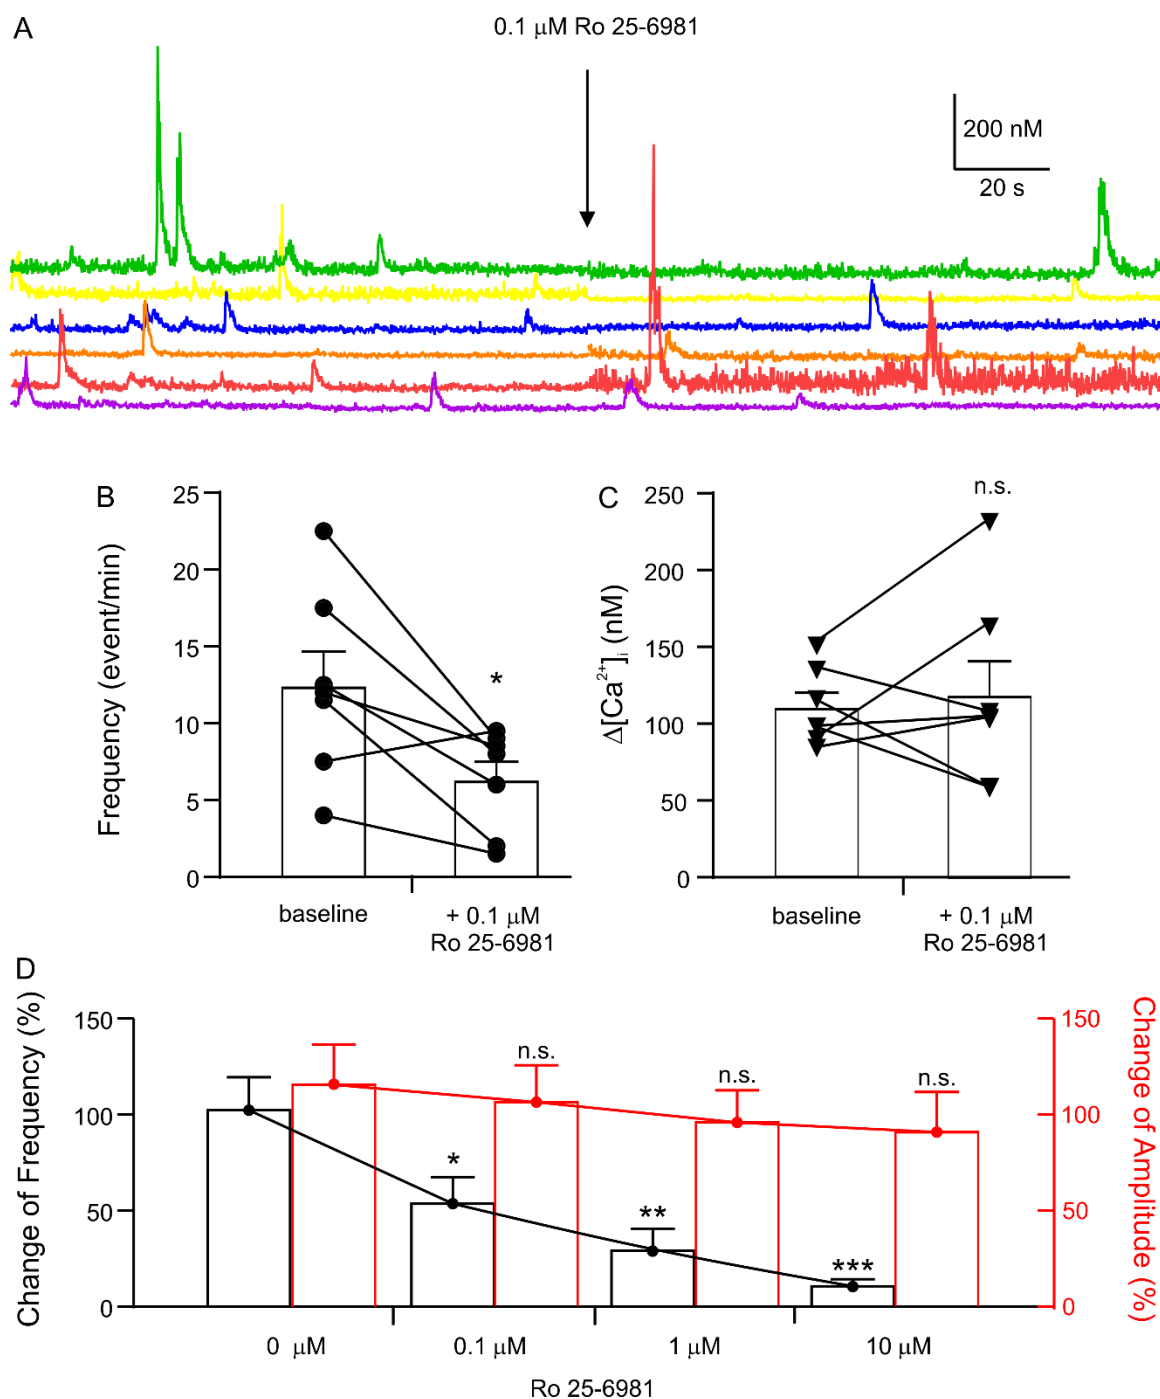 A
0.1 μM Ro 25-6981
200 nM
20 s
B
Frequency (event/min)
25
20
15
10
5
0
*
baseline
+ 0.1 μM
Ro 25-6981
C
Δ[Ca²⁺]ᵢ (nM)
250
200
150
100
50
0
n.s.
baseline
+ 0.1 μM
Ro 25-6981
D
Change of Frequency (%)
150
100
50
0
*
**
***
n.s.
n.s.
n.s.
150
100
50
0
Change of Amplitude (%)
0 μM
0.1 μM
1 μM
10 μM
Ro 25-6981